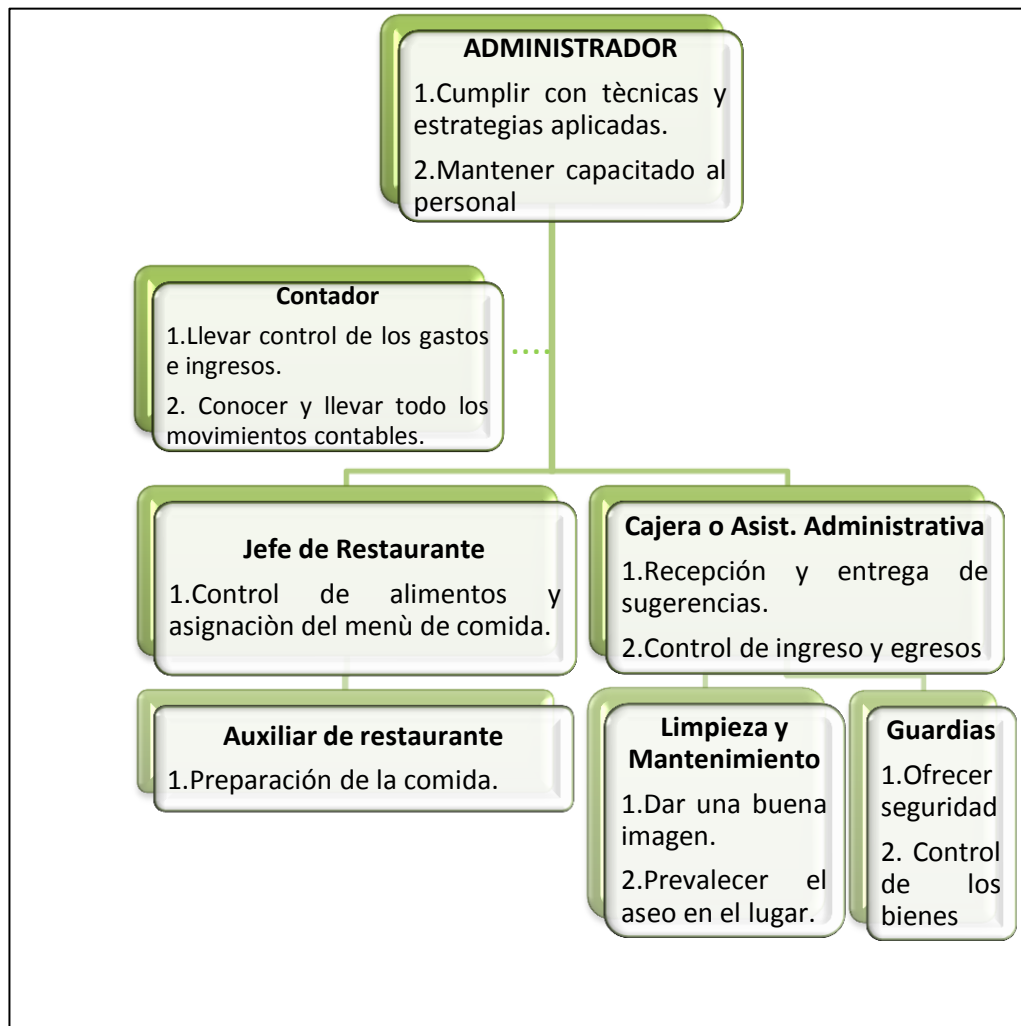 ADMINISTRADOR
1.Cumplir con tècnicas y
estrategias aplicadas.
2.Mantener capacitado al
personal
Contador
1.Llevar control de los gastos
e ingresos.
2. Conocer y llevar todo los
movimientos contables.
Jefe de Restaurante
1.Control de alimentos y
asignaciòn del menù de comida.
Cajera o Asist. Administrativa
1.Recepción y entrega de
sugerencias.
2.Control de ingreso y egresos
Auxiliar de restaurante
1.Preparación de la comida.
Limpieza y
Mantenimiento
1.Dar una buena
imagen.
2.Prevalecer el
aseo en el lugar.
Guardias
1.Ofrecer
seguridad
2. Control
de los
bienes